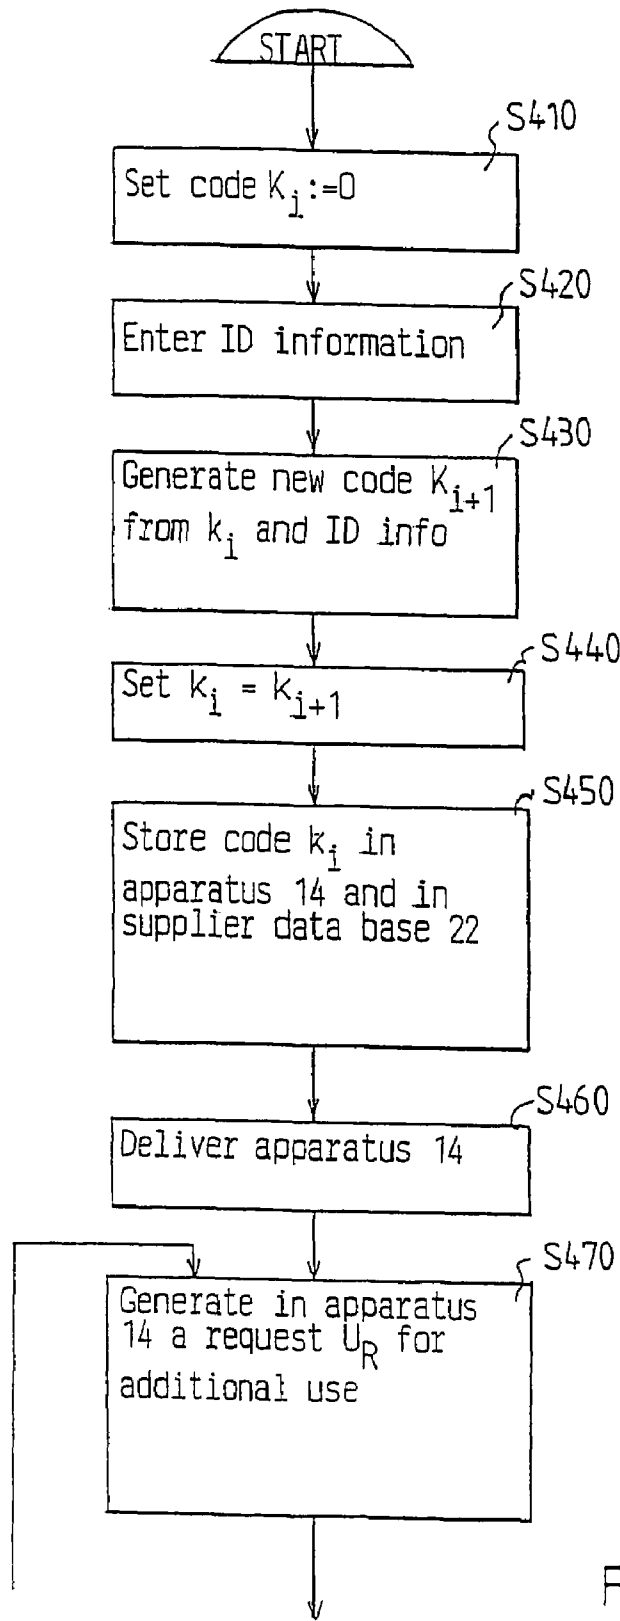 START
S410
Set code K_i:=0
S420
Enter ID information
S430
Generate new code K_{i+1}
from k_i and ID info
S440
Set k_i = k_{i+1}
S450
Store code k_i in
apparatus 14 and in
supplier data base 22
S460
Deliver apparatus 14
S470
Generate in apparatus
14 a request U_R for
additional use
F